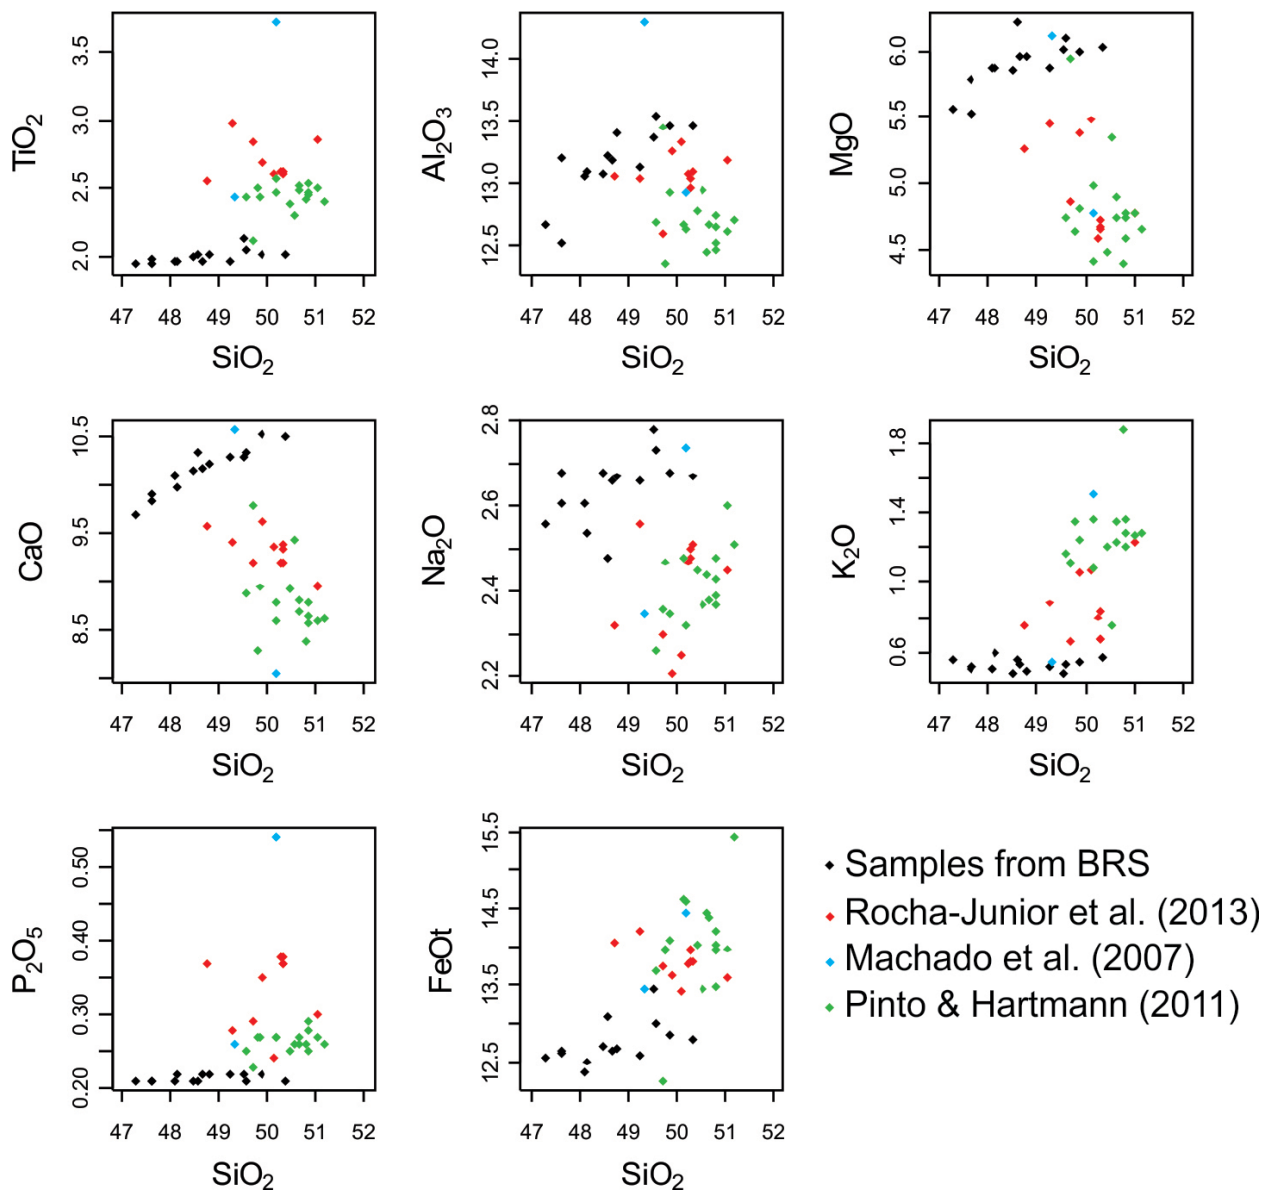 TiO₂
3.5
3.0
2.5
2.0
47 48 49 50 51 52
SiO₂
Al₂O₃
14.0
13.5
13.0
12.5
47 48 49 50 51 52
SiO₂
MgO
6.0
5.5
5.0
4.5
47 48 49 50 51 52
SiO₂
CaO
10.5
9.5
8.5
47 48 49 50 51 52
SiO₂
Na₂O
2.8
2.6
2.4
2.2
47 48 49 50 51 52
SiO₂
K₂O
1.8
1.4
1.0
0.6
47 48 49 50 51 52
SiO₂
P₂O₅
0.50
0.40
0.30
0.20
47 48 49 50 51 52
SiO₂
FeOt
15.5
14.5
13.5
12.5
47 48 49 50 51 52
SiO₂
Samples from BRS
Rocha-Junior et al. (2013)
Machado et al. (2007)
Pinto & Hartmann (2011)